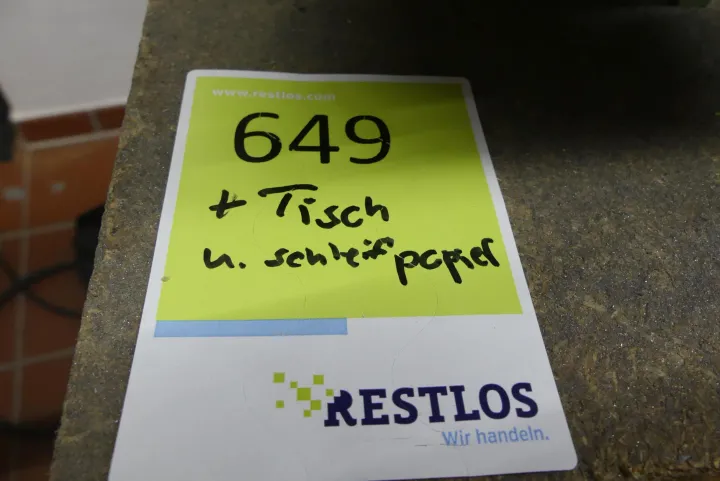 www.restlos.com
649
+ Tisch
u. schleifpapier
RESTLOS
Wir handeln.